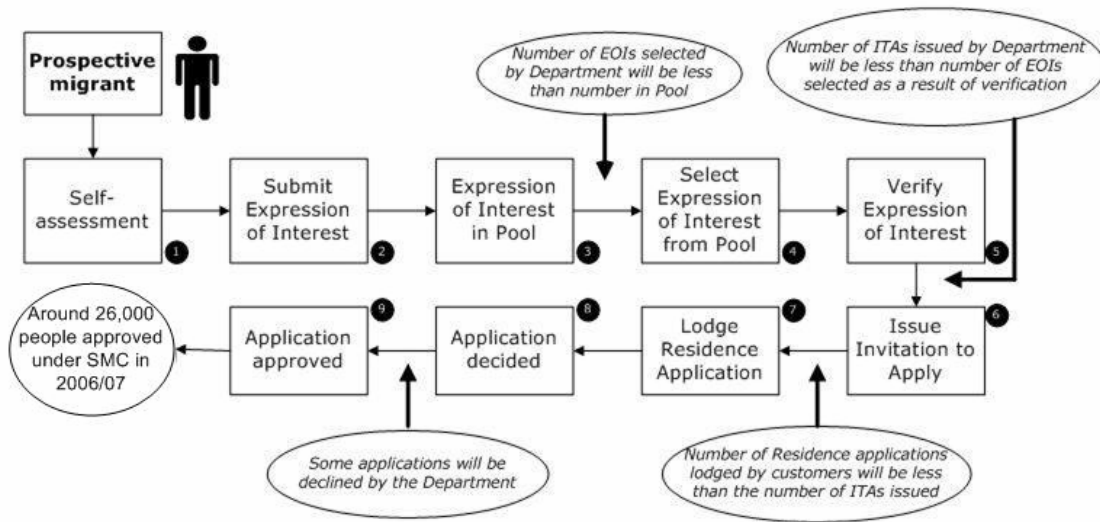 Prospective
migrant
Number of EOIs selected
by Department will be less
than number in Pool
Number of ITAs issued by Department
will be less than number of EOIs
selected as a result of verification
Self-
assessment
1
Submit
Expression
of Interest
2
Expression
of Interest
in Pool
3
Select
Expression
of Interest
from Pool
4
Verify
Expression
of Interest
5
Issue
Invitation to
Apply
6
Lodge
Residence
Application
7
Application
decided
8
Application
approved
9
Around 26,000
people approved
under SMC in
2006/07
Some applications will be
declined by the Department
Number of Residence applications
lodged by customers will be less
than the number of ITAs issued